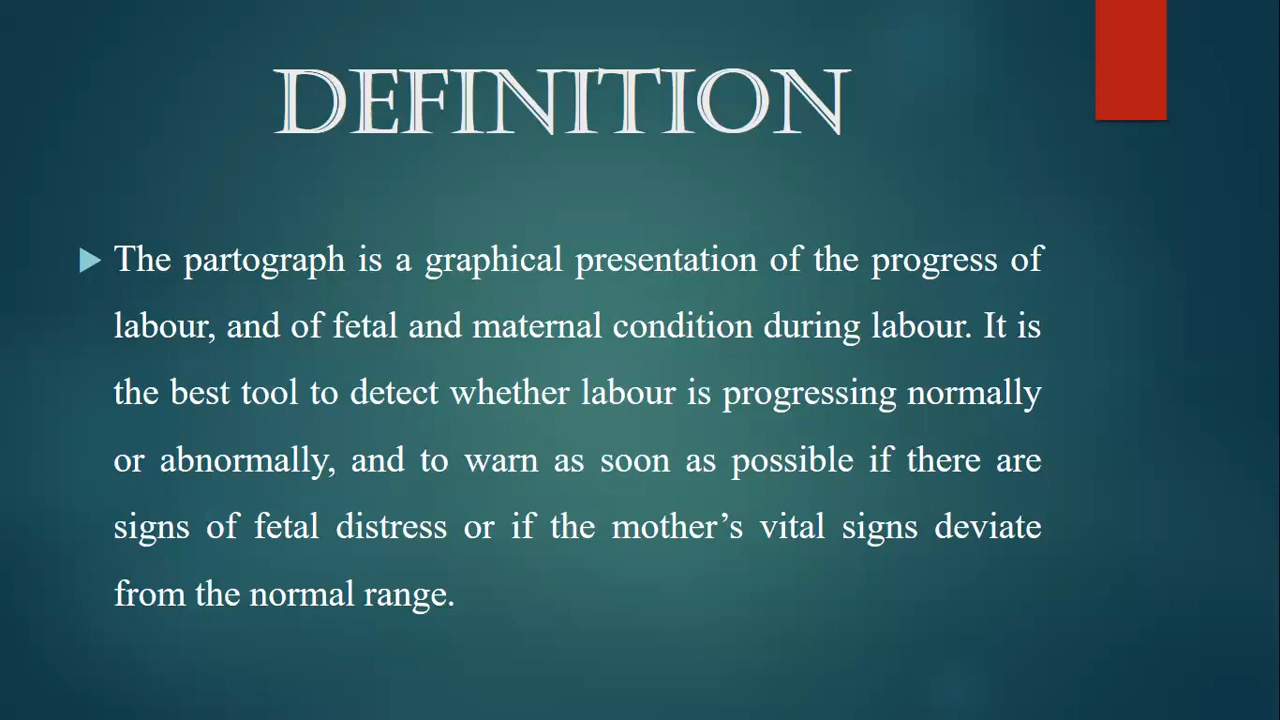 DEFINITION
The partograph is a graphical presentation of the progress of
labour, and of fetal and maternal condition during labour. It is
the best tool to detect whether labour is progressing normally
or abnormally, and to warn as soon as possible if there are
signs of fetal distress or if the mother’s vital signs deviate
from the normal range.